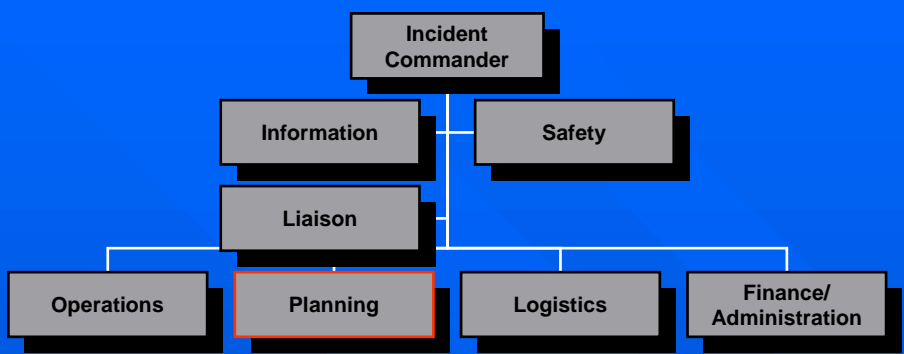 Incident
Commander
Information
Safety
Liaison
Operations
Planning
Logistics
Finance/
Administration